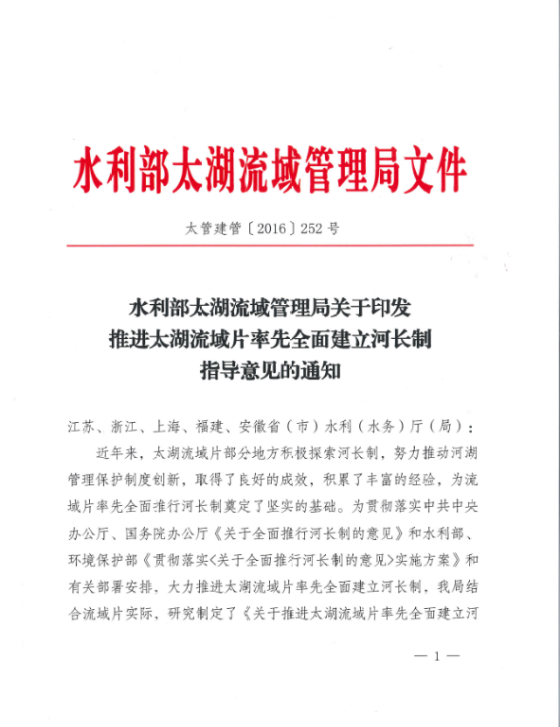 水利部太湖流域管理局文件
太管建管〔2016〕252 号
水利部太湖流域管理局关于印发
推进太湖流域片率先全面建立河长制
指导意见的通知
江苏、浙江、上海、福建、安徽省（市）水利（水务）厅（局）：
近年来，太湖流域片部分地方积极探索河长制，努力推动河湖
管理保护制度创新，取得了良好的成效，积累了丰富的经验，为流
域片率先全面推行河长制奠定了坚实的基础。为贯彻落实中共中央
办公厅、国务院办公厅《关于全面推行河长制的意见》和水利部、
环境保护部《贯彻落实<关于全面推行河长制的意见>实施方案》和
有关部署安排，大力推进太湖流域片率先全面建立河长制，我局结
合流域片实际，研究制定了《关于推进太湖流域片率先全面建立河
— 1 —